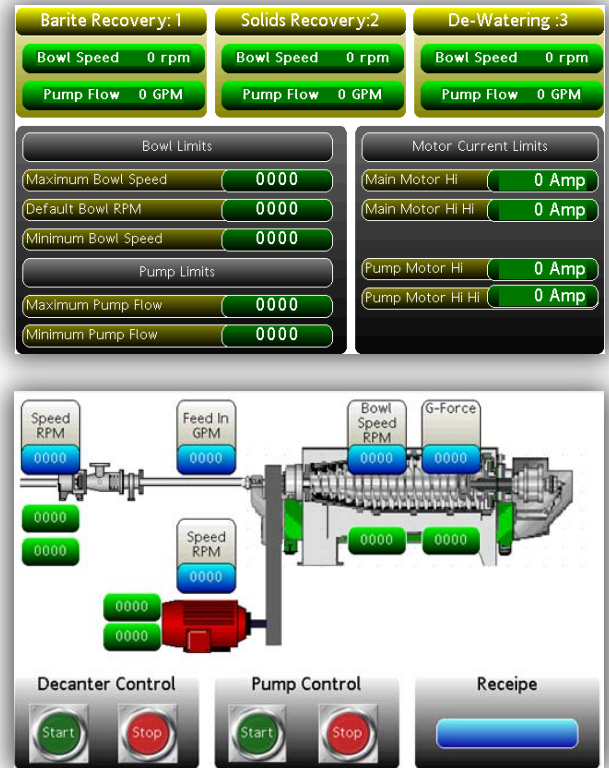 Barite Recovery: 1
Bowl Speed 0 rpm
Pump Flow 0 GPM
Solids Recovery:2
Bowl Speed 0 rpm
Pump Flow 0 GPM
De-Watering :3
Bowl Speed 0 rpm
Pump Flow 0 GPM
Bowl Limits
Maximum Bowl Speed 0000
Default Bowl RPM 0000
Minimum Bowl Speed 0000
Pump Limits
Maximum Pump Flow 0000
Minimum Pump Flow 0000
Motor Current Limits
Main Motor Hi 0 Amp
Main Motor Hi Hi 0 Amp
Pump Motor Hi 0 Amp
Pump Motor Hi Hi 0 Amp
Speed
RPM
0000
0000
0000
Feed In
GPM
0000
Bowl
Speed
RPM
0000
0000
G-Force
0000
0000
Speed
RPM
0000
0000
0000
Decanter Control
Start Stop
Pump Control
Start Stop
Receipe